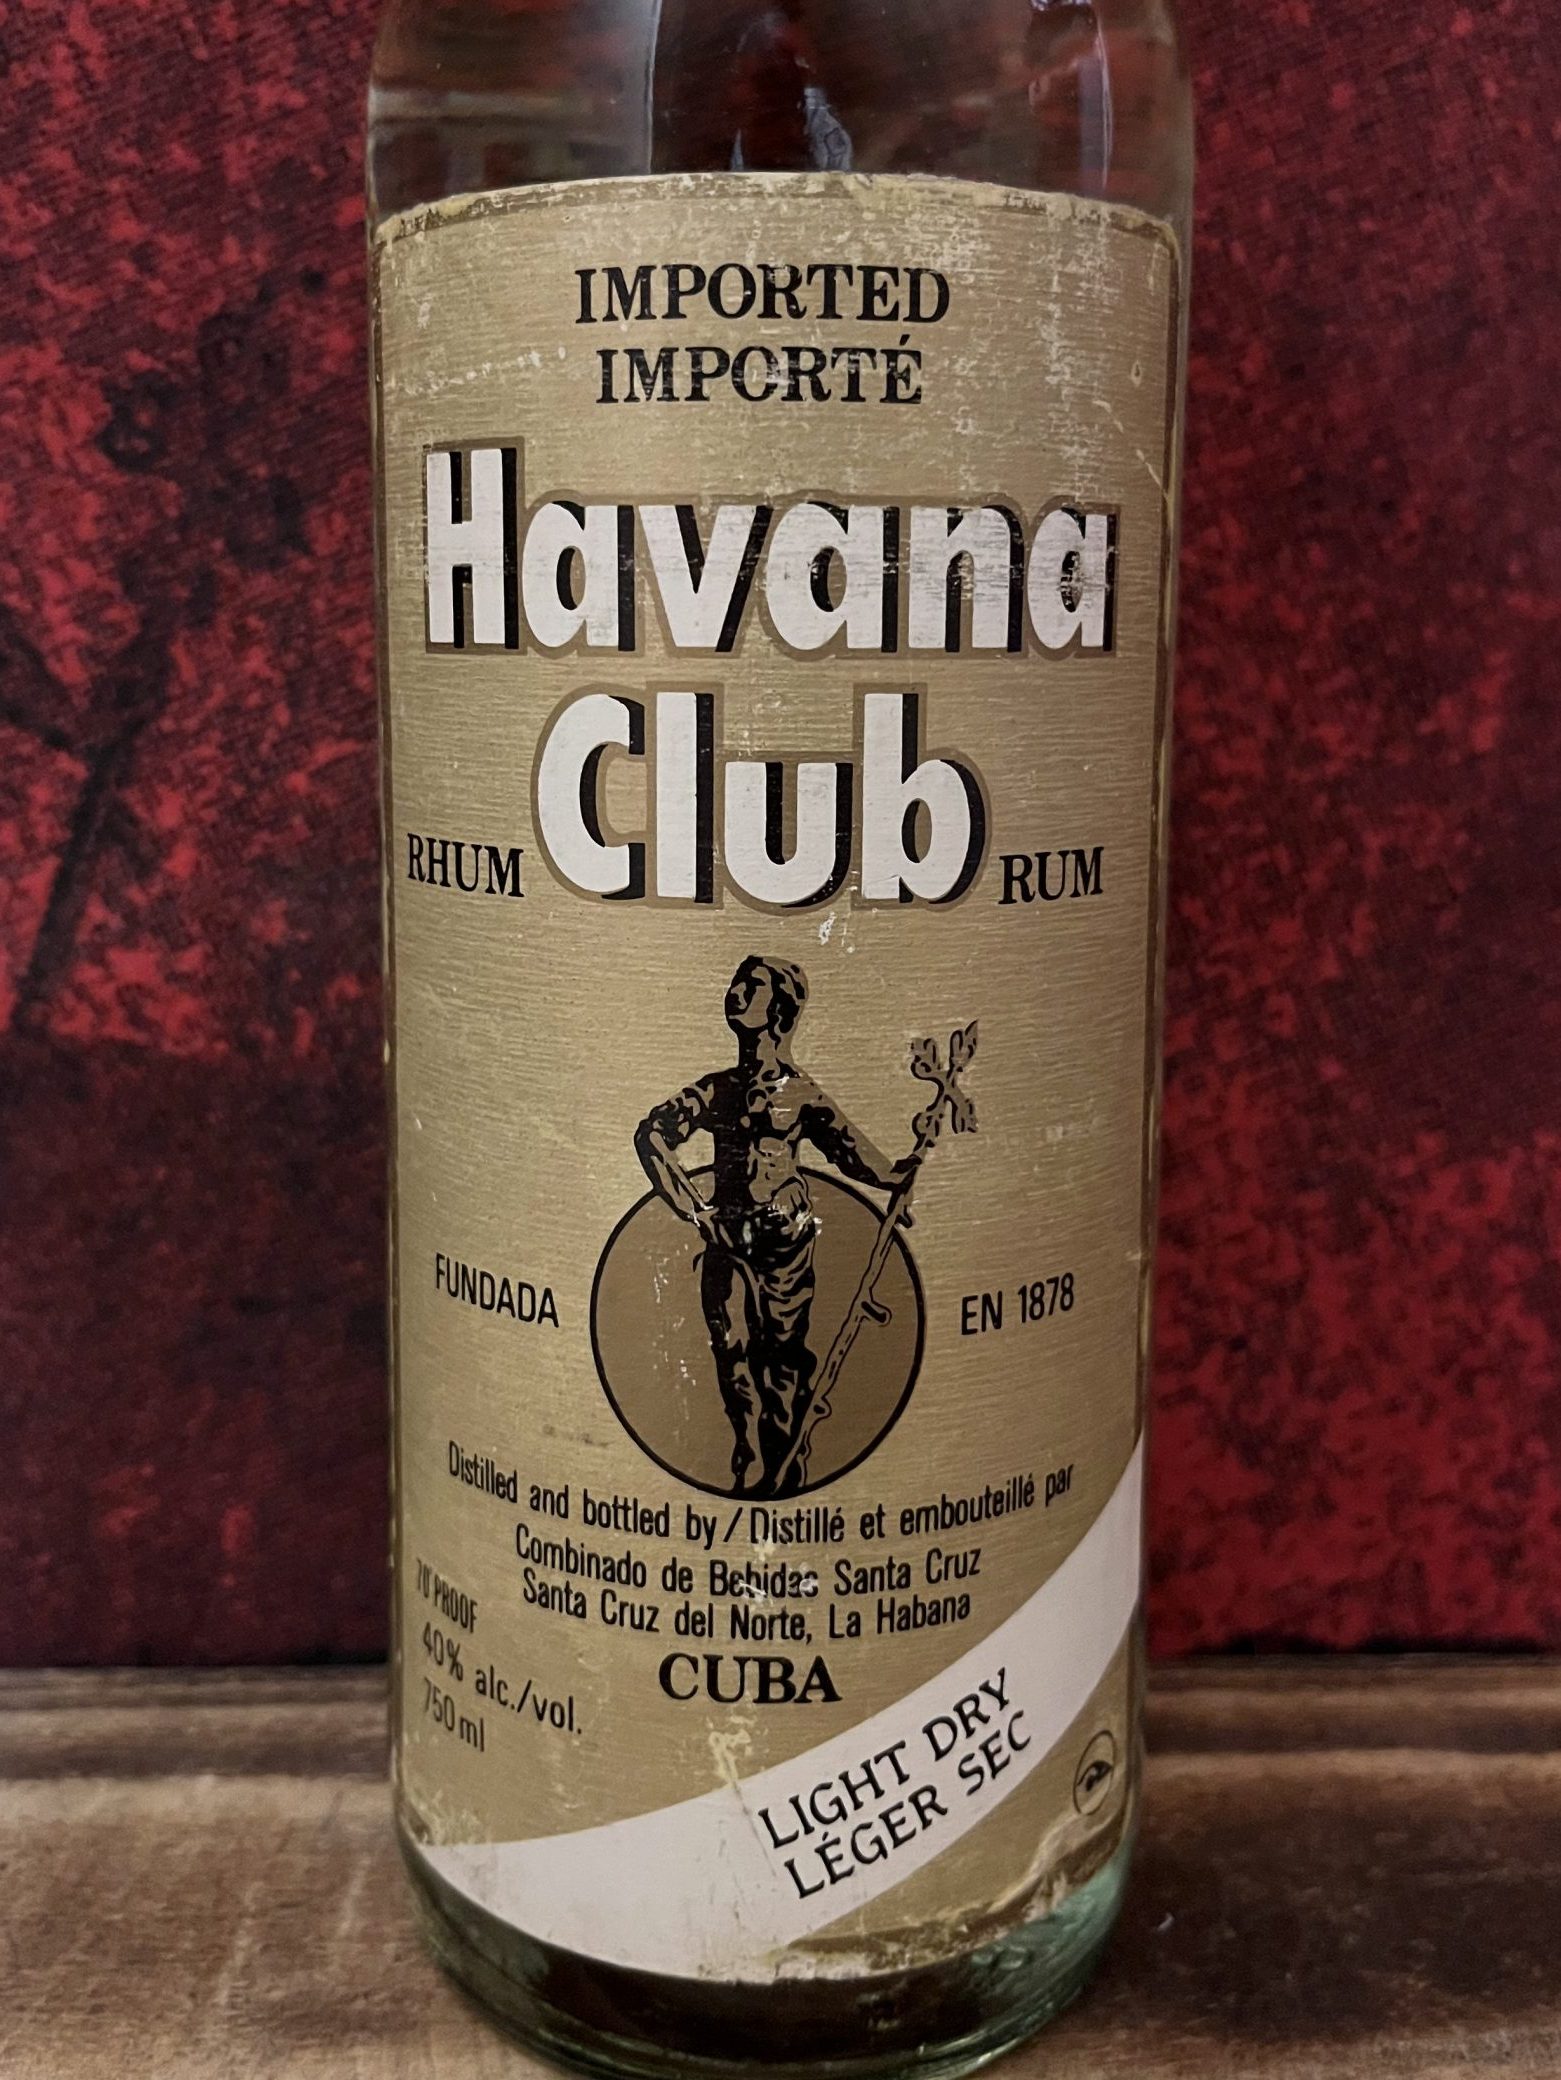 IMPORTED
IMPORTÉ
Havana
Club
RHUM RUM
FUNDADA EN 1878
Distilled and bottled by / Distillé et embouteillé par
Combinado de Bebidas Santa Cruz
Santa Cruz del Norte, La Habana
CUBA
70° PROOF
40% alc./vol.
750 ml
LIGHT DRY
LÉGER SEC